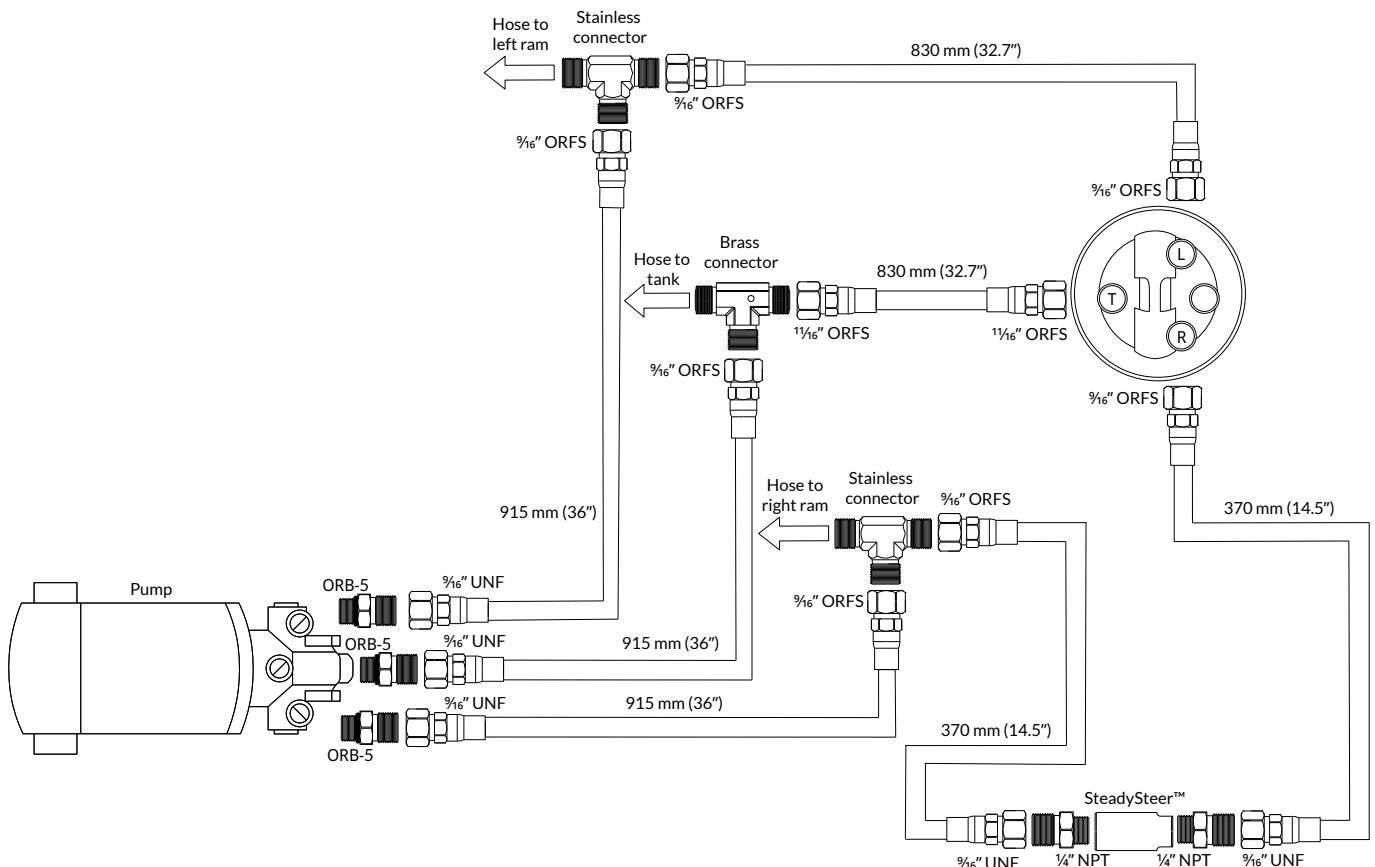 Hose to
left ram
Stainless
connector
830 mm (32.7″)
⁹⁄₁₆″ ORFS
⁹⁄₁₆″ ORFS
⁹⁄₁₆″ ORFS
Hose to
tank
Brass
connector
830 mm (32.7″)
L
T
R
¹¹⁄₁₆″ ORFS
¹¹⁄₁₆″ ORFS
⁹⁄₁₆″ ORFS
⁹⁄₁₆″ ORFS
Hose to
right ram
Stainless
connector
⁹⁄₁₆″ ORFS
915 mm (36″)
370 mm (14.5″)
Pump
ORB-5
⁹⁄₁₆″ UNF
⁹⁄₁₆″ ORFS
ORB-5
⁹⁄₁₆″ UNF
915 mm (36″)
⁹⁄₁₆″ UNF
915 mm (36″)
ORB-5
370 mm (14.5″)
SteadySteer™
⁹⁄₁₆″ UNF
¼″ NPT
¼″ NPT
⁹⁄₁₆″ UNF